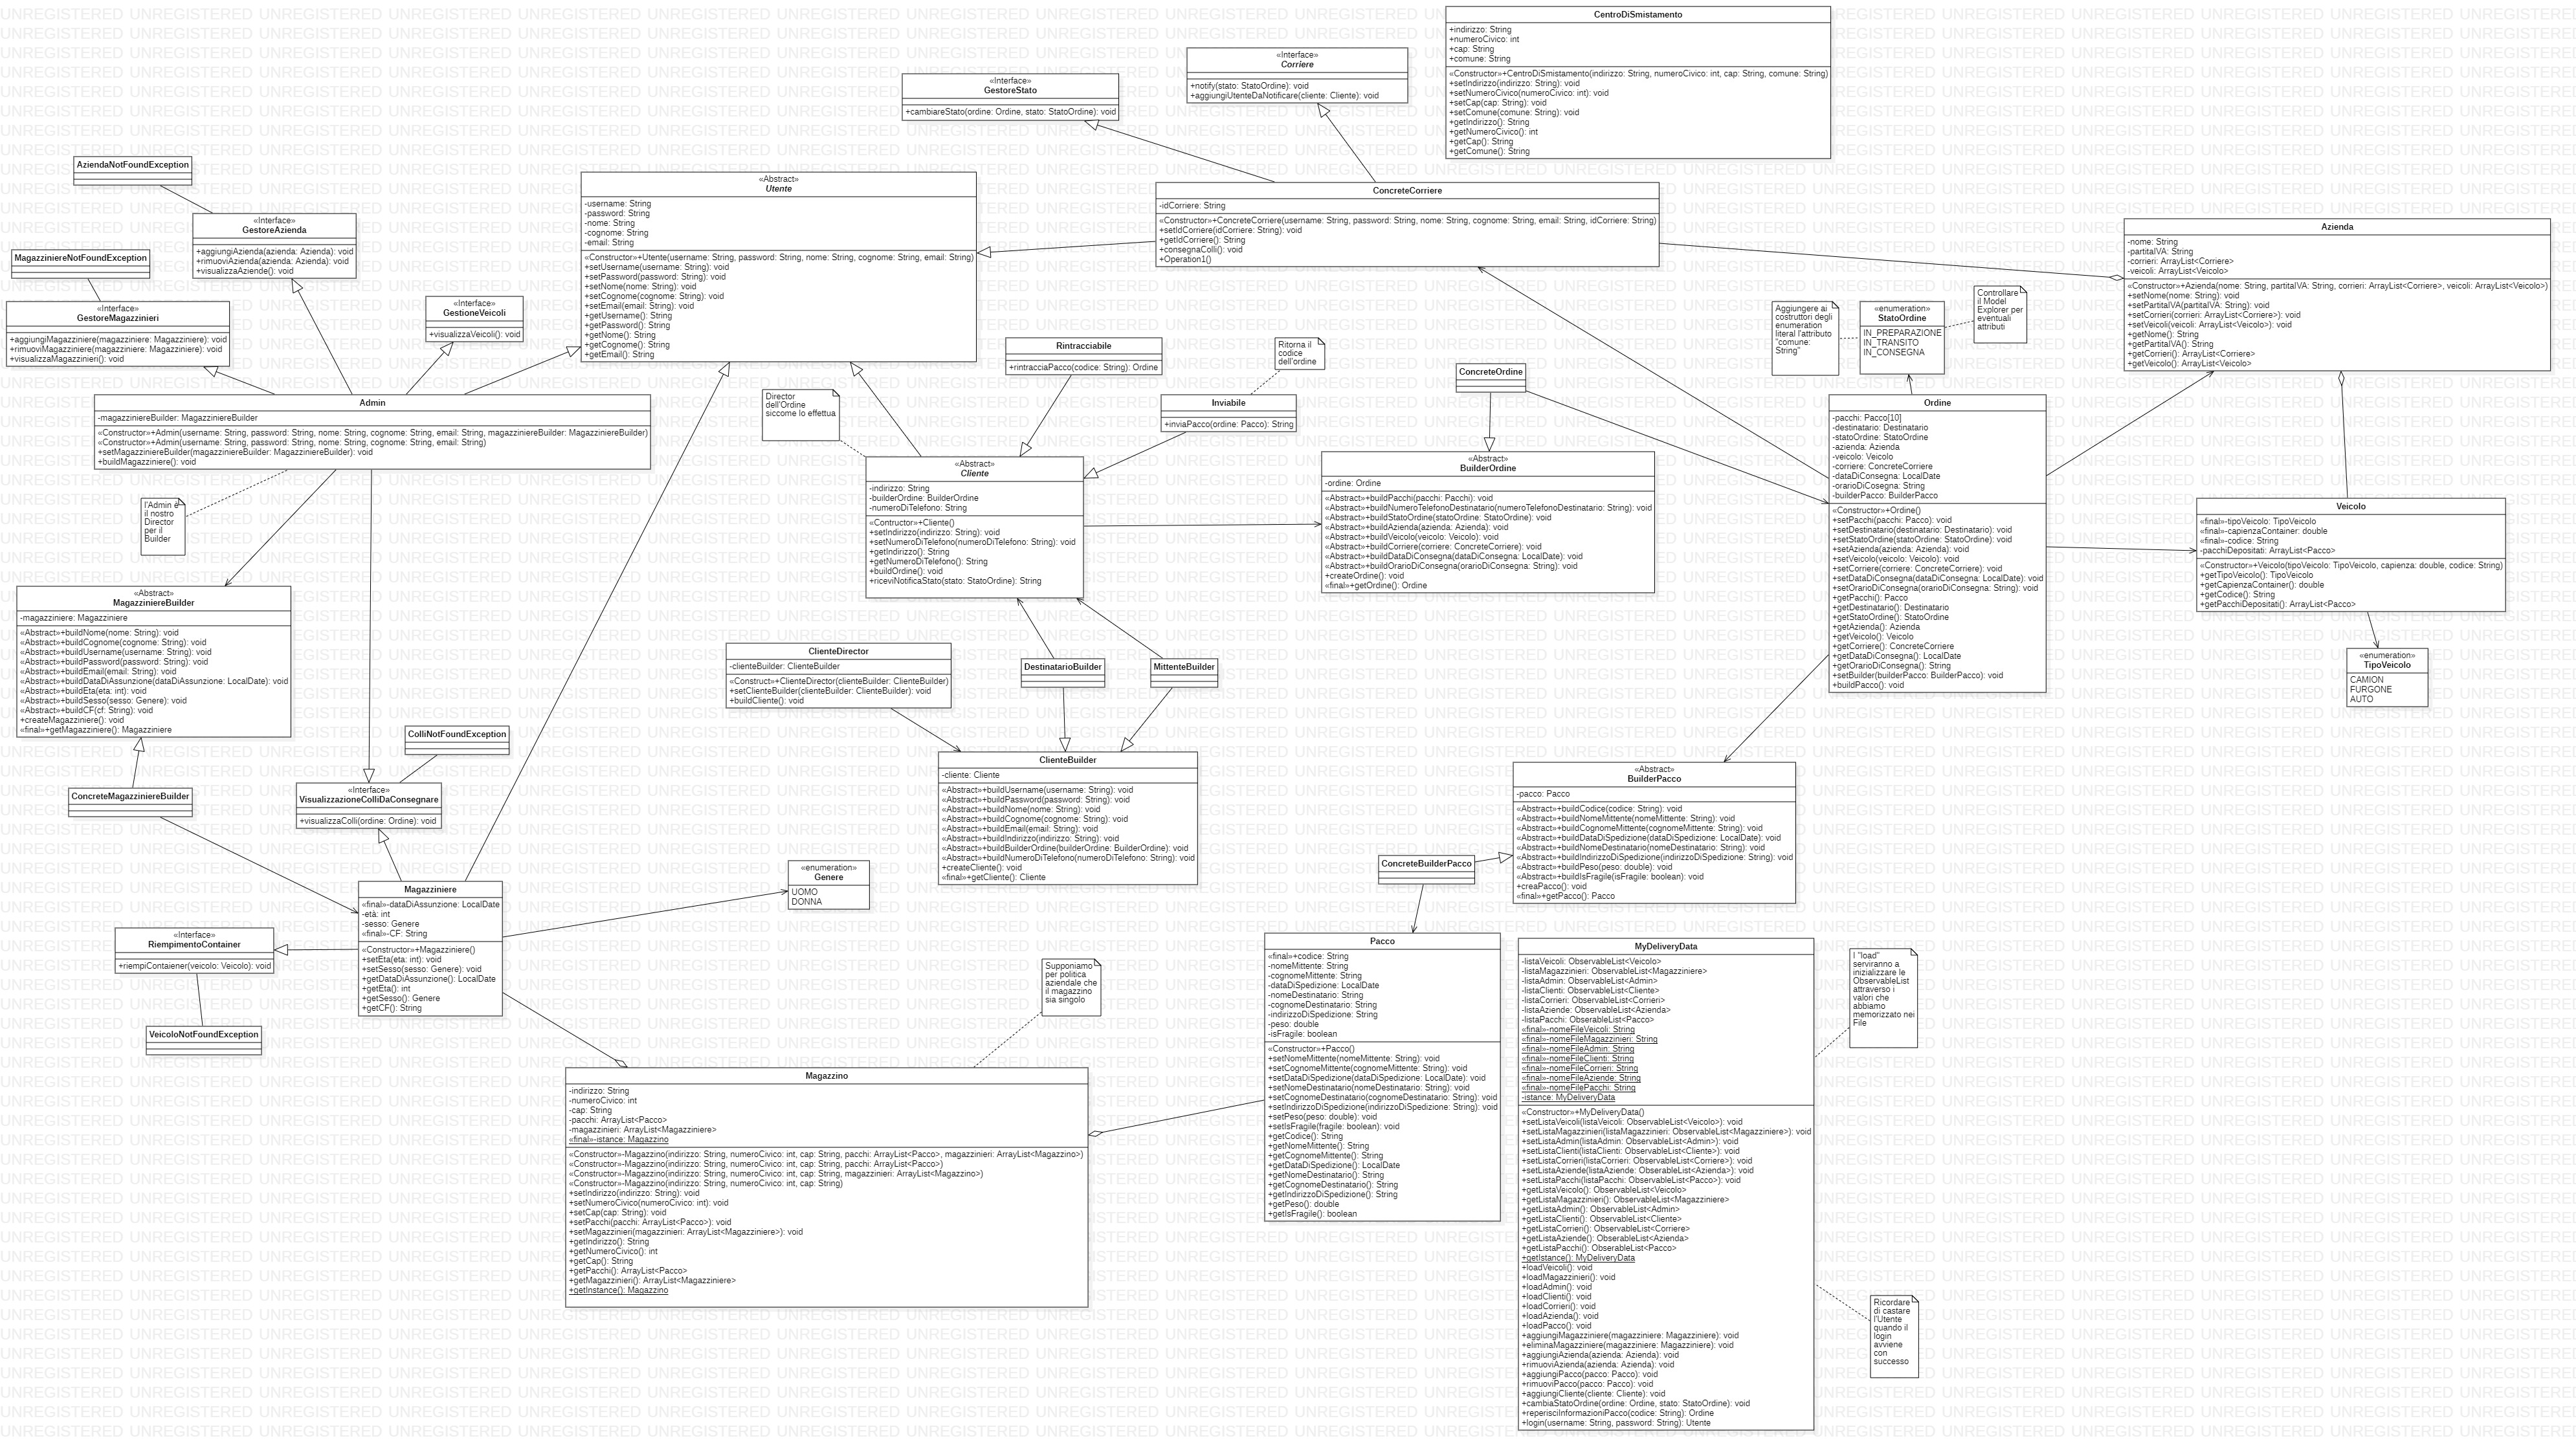 CentroDiSmistamento
+indirizzo: String
+numeroCivico: int
+cap: String
+comune: String
«Constructor»+CentroDiSmistamento(indirizzo: String, numeroCivico: int, cap: String, comune: String)
+setIndirizzo(indirizzo: String): void
+setNumeroCivico(numeroCivico: int): void
+setCap(cap: String): void
+setComune(comune: String): void
+getIndirizzo(): String
+getNumeroCivico(): int
+getCap(): String
+getComune(): String
«Interface»
Corriere
+notify(stato: StatoOrdine): void
+aggiungiUtenteDaNotificare(cliente: Cliente): void
«Interface»
GestoreStato
+cambiareStato(ordine: Ordine, stato: StatoOrdine): void
AziendaNotFoundException
«Interface»
GestoreAzienda
+aggiungiAzienda(azienda: Azienda): void
+rimuoviAzienda(azienda: Azienda): void
+visualizzaAziende(): void
MagazziniereNotFoundException
«Interface»
GestoreMagazzinieri
+aggiungiMagaziniere(magazziniere: Magazziniere): void
+rimuoviMagaziniere(magazziniere: Magazziniere): void
+visualizzaMagazzinieri(): void
«Interface»
GestioneVeicoli
+visualizzaVeicoli(): void
«Abstract»
Utente
-username: String
-password: String
-nome: String
-cognome: String
-email: String
«Constructor»+Utente(username: String, password: String, nome: String, cognome: String, email: String)
+setUsername(username: String): void
+setPassword(password: String): void
+setNome(nome: String): void
+setCognome(cognome: String): void
+setEmail(email: String): void
+getUsername(): String
+getPassword(): String
+getNome(): String
+getCognome(): String
+getEmail(): String
ConcreteCorriere
-idCorriere: String
«Constructor»+ConcreteCorriere(username: String, password: String, nome: String, cognome: String, email: String, idCorriere: String)
+setIdCorriere(idCorriere: String): void
+getIdCorriere(): String
+consegnaColli(): void
+Operation1()
Azienda
-nome: String
-partitaIVA: String
-corrieri: ArrayList<Corriere>
-veicoli: ArrayList<Veicolo>
«Constructor»+Azienda(nome: String, partitaIVA: String, corrieri: ArrayList<Corriere>, veicoli: ArrayList<Veicolo>)
+setNome(nome: String): void
+setPartitaIVA(partitaIVA: String): void
+setCorrieri(corrieri: ArrayList<Corriere>): void
+setVeicoli(veicoli: ArrayList<Veicolo>): void
+getNome(): String
+getPartitaIVA(): String
+getCorrieri(): ArrayList<Corriere>
+getVeicolo(): ArrayList<Veicolo>
Aggiungere ai
costruttori degli
enumeration
literal l'attributo
"comune:
String"
«enumeration»
StatoOrdine
IN_PREPARAZIONE
IN_TRANSITO
IN_CONSEGNA
Controllare
il Model
Explorer per
eventuali
attributi
Admin
-magazziniereBuilder: MagazziniereBuilder
«Constructor»+Admin(username: String, password: String, nome: String, cognome: String, email: String, magazziniereBuilder: MagazziniereBuilder)
«Constructor»+Admin(username: String, password: String, nome: String, cognome: String, email: String)
+setMagazziniereBuilder(magazziniereBuilder: MagazziniereBuilder): void
+buildMagaziniere(): void
l'Admin è
il nostro
Director
per il
Builder
Director
dell'Ordine
siccome lo effettua
Rintracciabile
+rintracciaPacco(codice: String): Ordine
Ritorna il
codice
dell'ordine
Inviabile
+inviaPacco(ordine: Pacco): String
«Abstract»
Cliente
-indirizzo: String
-builderOrdine: BuilderOrdine
-numeroDiTelefono: String
«Contructor»+Cliente()
+setIndirizzo(indirizzo: String): void
+setNumeroDiTelefono(numeroDiTelefono: String): void
+getIndirizzo(): String
+getNumeroDiTelefono(): String
+buildOrdine(): void
+riceviNotificaStato(stato: StatoOrdine): String
ConcreteOrdine
«Abstract»
BuilderOrdine
-ordine: Ordine
«Abstract»+buildPacchi(pacchi: Pacchi): void
«Abstract»+buildNumeroTelefonoDestinatario(numeroTelefonoDestinatario: String): void
«Abstract»+buildStatoOrdine(statoOrdine: StatoOrdine): void
«Abstract»+buildAzienda(azienda: Azienda): void
«Abstract»+buildVeicolo(veicolo: Veicolo): void
«Abstract»+buildCorriere(corriere: ConcreteCorriere): void
«Abstract»+buildDataDiConsegna(dataDiConsegna: LocalDate): void
«Abstract»+buildOrarioDiConsegna(orarioDiConsegna: String): void
+createOrdine(): void
«final»+getOrdine(): Ordine
Ordine
-pacchi: Pacco[10]
-destinatario: Destinatario
-statoOrdine: StatoOrdine
-azienda: Azienda
-veicolo: Veicolo
-corriere: ConcreteCorriere
-dataDiConsegna: LocalDate
-orarioDiCosegna: String
-builderPacco: BuilderPacco
«Constructor»+Ordine()
+setPacchi(pacchi: Pacco): void
+setDestinatario(destinatario: Destinatario): void
+setStatoOrdine(statoOrdine: StatoOrdine): void
+setAzienda(azienda: Azienda): void
+setVeicolo(veicolo: Veicolo): void
+setCorriere(corriere: ConcreteCorriere): void
+setDataDiConsegna(dataDiConsegna: LocalDate): void
+setOrarioDiConsegna(orarioDiConsegna: String): void
+getPacchi(): Pacco
+getDestinatario(): Destinatario
+getStatoOrdine(): StatoOrdine
+getAzienda(): Azienda
+getVeicolo(): Veicolo
+getCorriere(): ConcreteCorriere
+getDataDiConsegna(): LocalDate
+getOrarioDiConsegna(): String
+setBuilder(builderPacco: BuilderPacco): void
+buildPacco(): void
Veicolo
«final»-tipoVeicolo: TipoVeicolo
«final»-capienzaContainer: double
«final»-codice: String
-pacchiDepositati: ArrayList<Pacco>
«Constructor»+Veicolo(tipoVeicolo: TipoVeicolo, capienza: double, codice: String)
+getTipoVeicolo(): TipoVeicolo
+getCapienzaContainer(): double
+getCodice(): String
+getPacchiDepositati(): ArrayList<Pacco>
«enumeration»
TipoVeicolo
CAMION
FURGONE
AUTO
«Abstract»
MagazziniereBuilder
-magazziniere: Magazziniere
«Abstract»+buildNome(nome: String): void
«Abstract»+buildCognome(cognome: String): void
«Abstract»+buildUsername(username: String): void
«Abstract»+buildPassword(password: String): void
«Abstract»+buildEmail(email: String): void
«Abstract»+buildDataDiAssunzione(dataDiAssunzione: LocalDate): void
«Abstract»+buildEta(eta: int): void
«Abstract»+buildSesso(sesso: Genere): void
«Abstract»+buildCF(cf: String): void
+createMagazziniere(): void
«final»+getMagaziniere(): Magazziniere
ClienteDirector
-clienteBuilder: ClienteBuilder
«Construct»+ClienteDirector(clienteBuilder: ClienteBuilder)
+setClienteBuilder(clienteBuilder: ClienteBuilder): void
+buildCliente(): void
DestinatarioBuilder
MittenteBuilder
ColliNotFoundException
«Interface»
VisualizzazioneColliDaConsegnare
+visualizzaColli(ordine: Ordine): void
ConcreteMagazziniereBuilder
ClienteBuilder
-cliente: Cliente
«Abstract»+buildUsername(username: String): void
«Abstract»+buildPassword(password: String): void
«Abstract»+buildNome(nome: String): void
«Abstract»+buildCognome(cognome: String): void
«Abstract»+buildEmail(email: String): void
«Abstract»+buildIndirizzo(indirizzo: String): void
«Abstract»+buildBuilderOrdine(builderOrdine: BuilderOrdine): void
«Abstract»+buildNumeroDiTelefono(numeroDiTelefono: String): void
+createCliente(): void
«final»+getCliente(): Cliente
«Abstract»
BuilderPacco
-pacco: Pacco
«Abstract»+buildCodice(codice: String): void
«Abstract»+buildNomeMittente(nomeMittente: String): void
«Abstract»+buildCognomeMittente(cognomeMittente: String): void
«Abstract»+buildDataDiSpedizione(dataDiSpedizione: LocalDate): void
«Abstract»+buildNomeDestinatario(nomeDestinatario: String): void
«Abstract»+buildIndirizzoDiSpedizione(indirizzoDiSpedizione: String): void
«Abstract»+buildPeso(peso: double): void
«Abstract»+buildIsFragile(isFragile: boolean): void
+creaPacco(): void
«final»+getPacco(): Pacco
ConcreteBuilderPacco
«enumeration»
Genere
UOMO
DONNA
Magazziniere
«final»-dataDiAssunzione: LocalDate
-età: int
-sesso: Genere
«final»-CF: String
«Constructor»+Magazziniere()
+setEta(eta: int): void
+setSesso(sesso: Genere): void
+getDataDiAssunzione(): LocalDate
+getEta(): int
+getSesso(): Genere
+getCF(): String
«Interface»
RiempimentoContainer
+riempiContaiener(veicolo: Veicolo): void
VeicoloNotFoundException
Supponiamo
per politica
aziendale che
il magazzino
sia singolo
Magazzino
-indirizzo: String
-numeroCivico: int
-cap: String
-pacchi: ArrayList<Pacco>
-magazzinieri: ArrayList<Magazziniere>
«final»-istance: Magazzino
«Constructor»-Magazzino(indirizzo: String, numeroCivico: int, cap: String, pacchi: ArrayList<Pacco>, magazzinieri: ArrayList<Magazzino>)
«Constructor»-Magazzino(indirizzo: String, numeroCivico: int, cap: String, pacchi: ArrayList<Pacco>)
«Constructor»-Magazzino(indirizzo: String, numeroCivico: int, cap: String, magazzinieri: ArrayList<Magazzino>)
«Constructor»-Magazzino(indirizzo: String, numeroCivico: int, cap: String)
+setIndirizzo(indirizzo: String): void
+setNumeroCivico(numeroCivico: int): void
+setCap(cap: String): void
+setPacchi(pacchi: ArrayList<Pacco>): void
+setMagazzinieri(magazzinieri: ArrayList<Magazziniere>): void
+getIndirizzo(): String
+getNumeroCivico(): int
+getCap(): String
+getPacchi(): ArrayList<Pacco>
+getMagazzinieri(): ArrayList<Magazziniere>
+getInstance(): Magazzino
Pacco
«final»+codice: String
-nomeMittente: String
-cognomeMittente: String
-dataDiSpedizione: LocalDate
-nomeDestinatario: String
-cognomeDestinatario: String
-indirizzoDiSpedizione: String
-peso: double
-isFragile: boolean
«Constructor»+Pacco()
+setNomeMittente(nomeMittente: String): void
+setCognomeMittente(cognomeMittente: String): void
+setDataDiSpedizione(dataDiSpedizione: LocalDate): void
+setNomeDestinatario(nomeDestinatario: String): void
+setCognomeDestinatario(cognomeDestinatario: String): void
+setIndirizzoDiSpedizione(indirizzoDiSpedizione: String): void
+setPeso(peso: double): void
+setIsFragile(fragile: boolean): void
+getCodice(): String
+getNomeMittente(): String
+getCognomeMittente(): String
+getDataDiSpedizione(): LocalDate
+getNomeDestinatario(): String
+getCognomeDestinatario(): String
+getIndirizzoDiSpedizione(): String
+getPeso(): double
+getIsFragile(): boolean
MyDeliveryData
-listaVeicoli: ObservableList<Veicolo>
-listaMagazzinieri: ObservableList<Magazziniere>
-listaAdmin: ObservableList<Admin>
-listaClienti: ObservableList<Cliente>
-listaCorrieri: ObservableList<Corrieri>
-listaAziende: ObservableList<Azienda>
-listaPacchi: ObserableList<Pacco>
«final»-nomeFileVeicoli: String
«final»-nomeFileMagazzinieri: String
«final»-nomeFileAdmin: String
«final»-nomeFileClienti: String
«final»-nomeFileCorrieri: String
«final»-nomeFileAziende: String
«final»-nomeFilePacchi: String
-istance: MyDeliveryData
«Constructor»+MyDeliveryData()
+setListaVeicoli(listaVeicoli: ObservableList<Veicolo>): void
+setListaMagazzinieri(listaMagazzinieri: ObservableList<Magazziniere>): void
+setListaAdmin(listaAdmin: ObservableList<Admin>): void
+setListaClienti(listaClienti: ObservableList<Cliente>): void
+setListaCorrieri(listaCorrieri: ObservableList<Corriere>): void
+setListaAziende(listaAziende: ObserableList<Azienda>): void
+setListaPacchi(listaPacchi: ObservableList<Pacco>): void
+getListaVeicolo(): ObservableList<Veicolo>
+getListaMagazzinieri(): ObservableList<Magazziniere>
+getListaAdmin(): ObservableList<Admin>
+getListaClienti(): ObservableList<Cliente>
+getListaCorrieri(): ObservableList<Corriere>
+getListaAziende(): ObservableList<Azienda>
+getListaPacchi(): ObserableList<Pacco>
+getIstance(): MyDeliveryData
+loadVeicoli(): void
+loadMagazzinieri(): void
+loadAdmin(): void
+loadClienti(): void
+loadCorrieri(): void
+loadAzienda(): void
+loadPacco(): void
+aggiungiMagazziniere(magazziniere: Magazziniere): void
+eliminaMagazziniere(magazziniere: Magazziniere): void
+aggiungiAzienda(azienda: Azienda): void
+rimuoviAzienda(azienda: Azienda): void
+aggiungiPacco(pacco: Pacco): void
+rimuoviPacco(pacco: Pacco): void
+aggiungiCliente(cliente: Cliente): void
+cambiaStatoOrdine(ordine: Ordine, stato: StatoOrdine): void
+reperisciInformazioniPacco(codice: String): Ordine
+login(username: String, password: String): Utente
I "load"
serviranno a
inizializzare le
ObservableList
attraverso i
valori che
abbiamo
memorizzato nei
File
Ricordare
di castare
l'Utente
quando il
login
avviene
con
successo